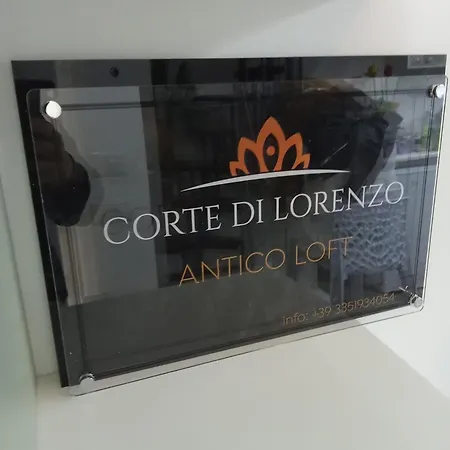 CORTE DI LORENZO
ANTICO LOFT
Info: +39 3351934054